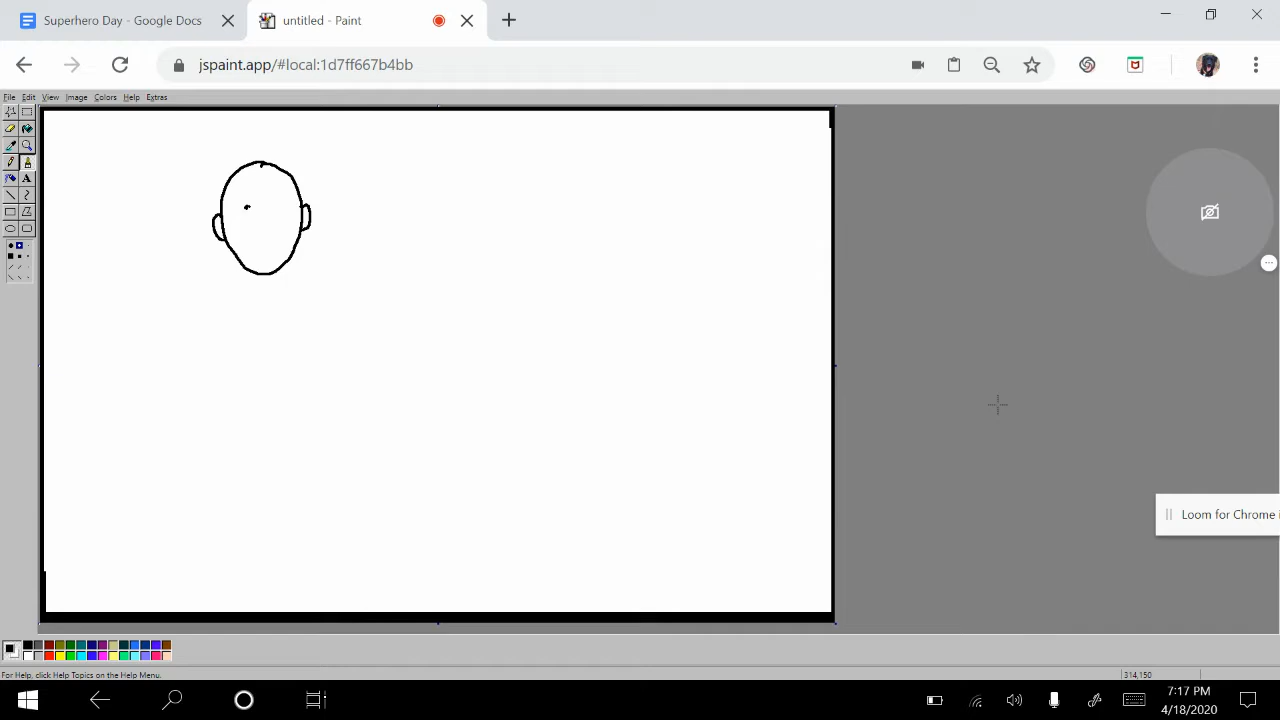 Superhero Day - Google Docs
untitled - Paint
jspaint.app/#local:1d7ff667b4bb
File Edit View Image Colors Help Extras
A
Loom for Chrome i
For Help, click Help Topics on the Help Menu.
314,150
7:17 PM
4/18/2020